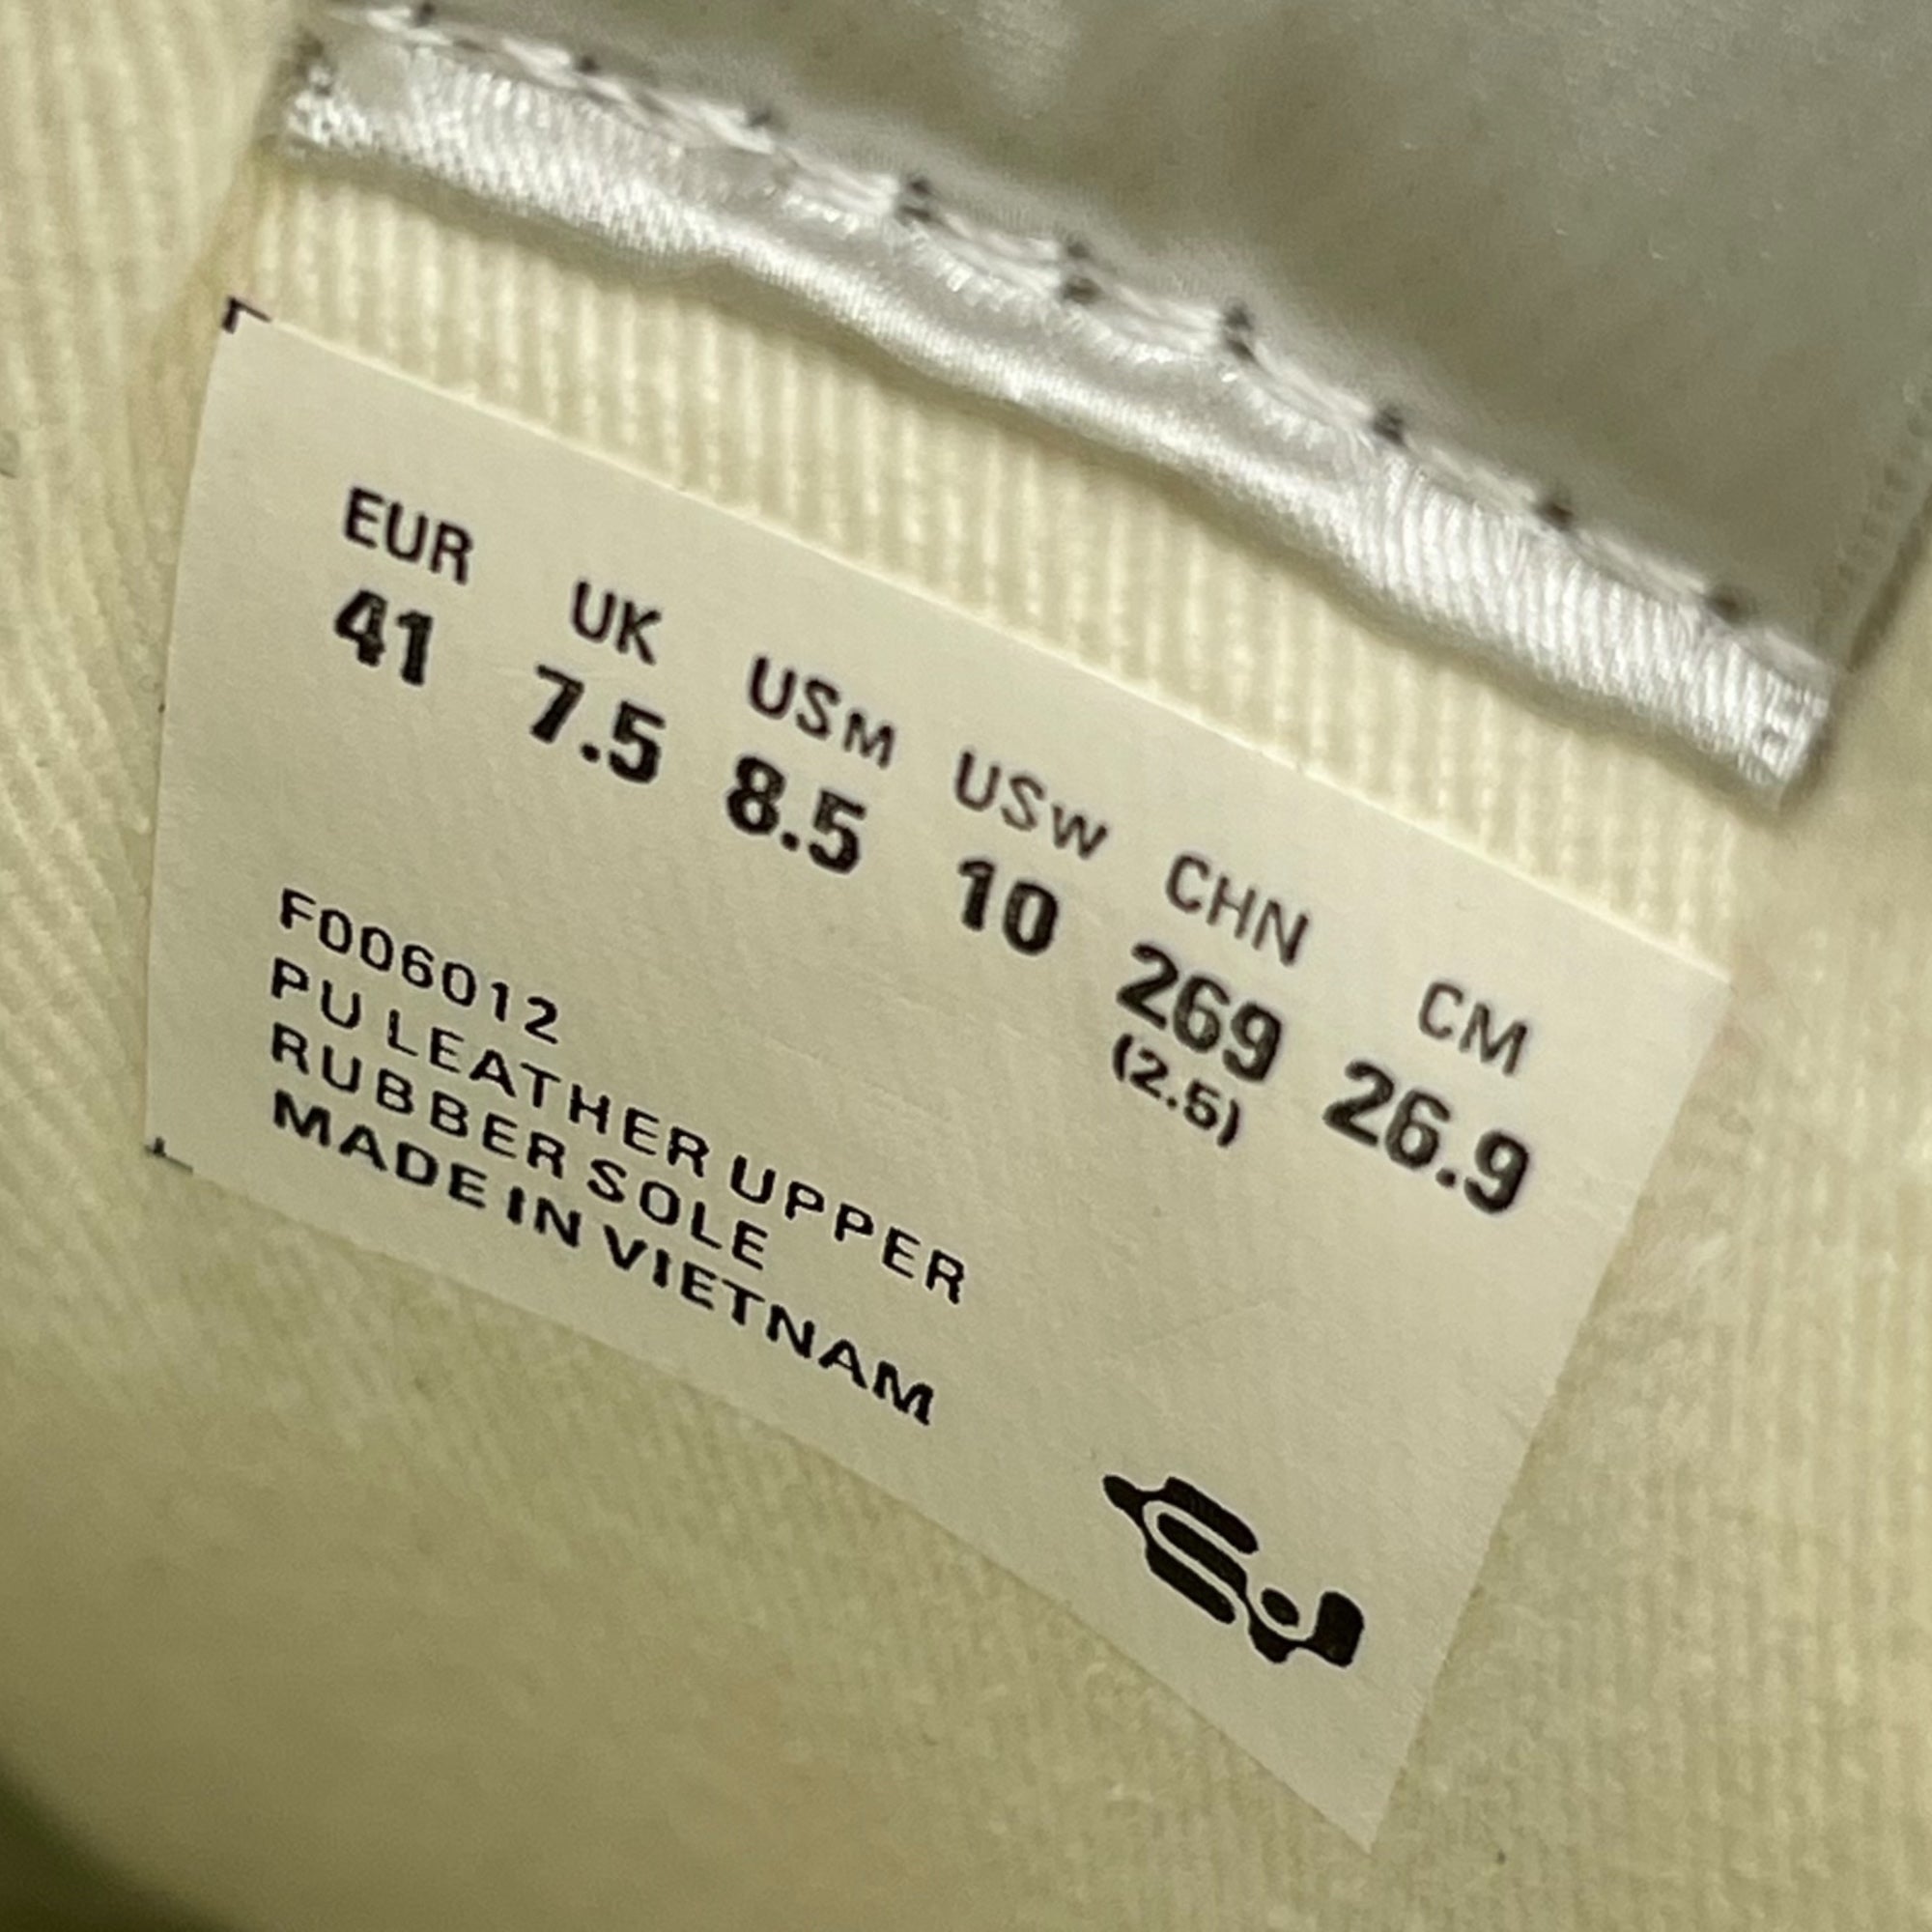 EUR UK USM USW CHN CM
41 7.5 8.5 10 269 26.9
(2.5)
F006012
PU LEATHER UPPER
RUBBER SOLE
MADE IN VIETNAM